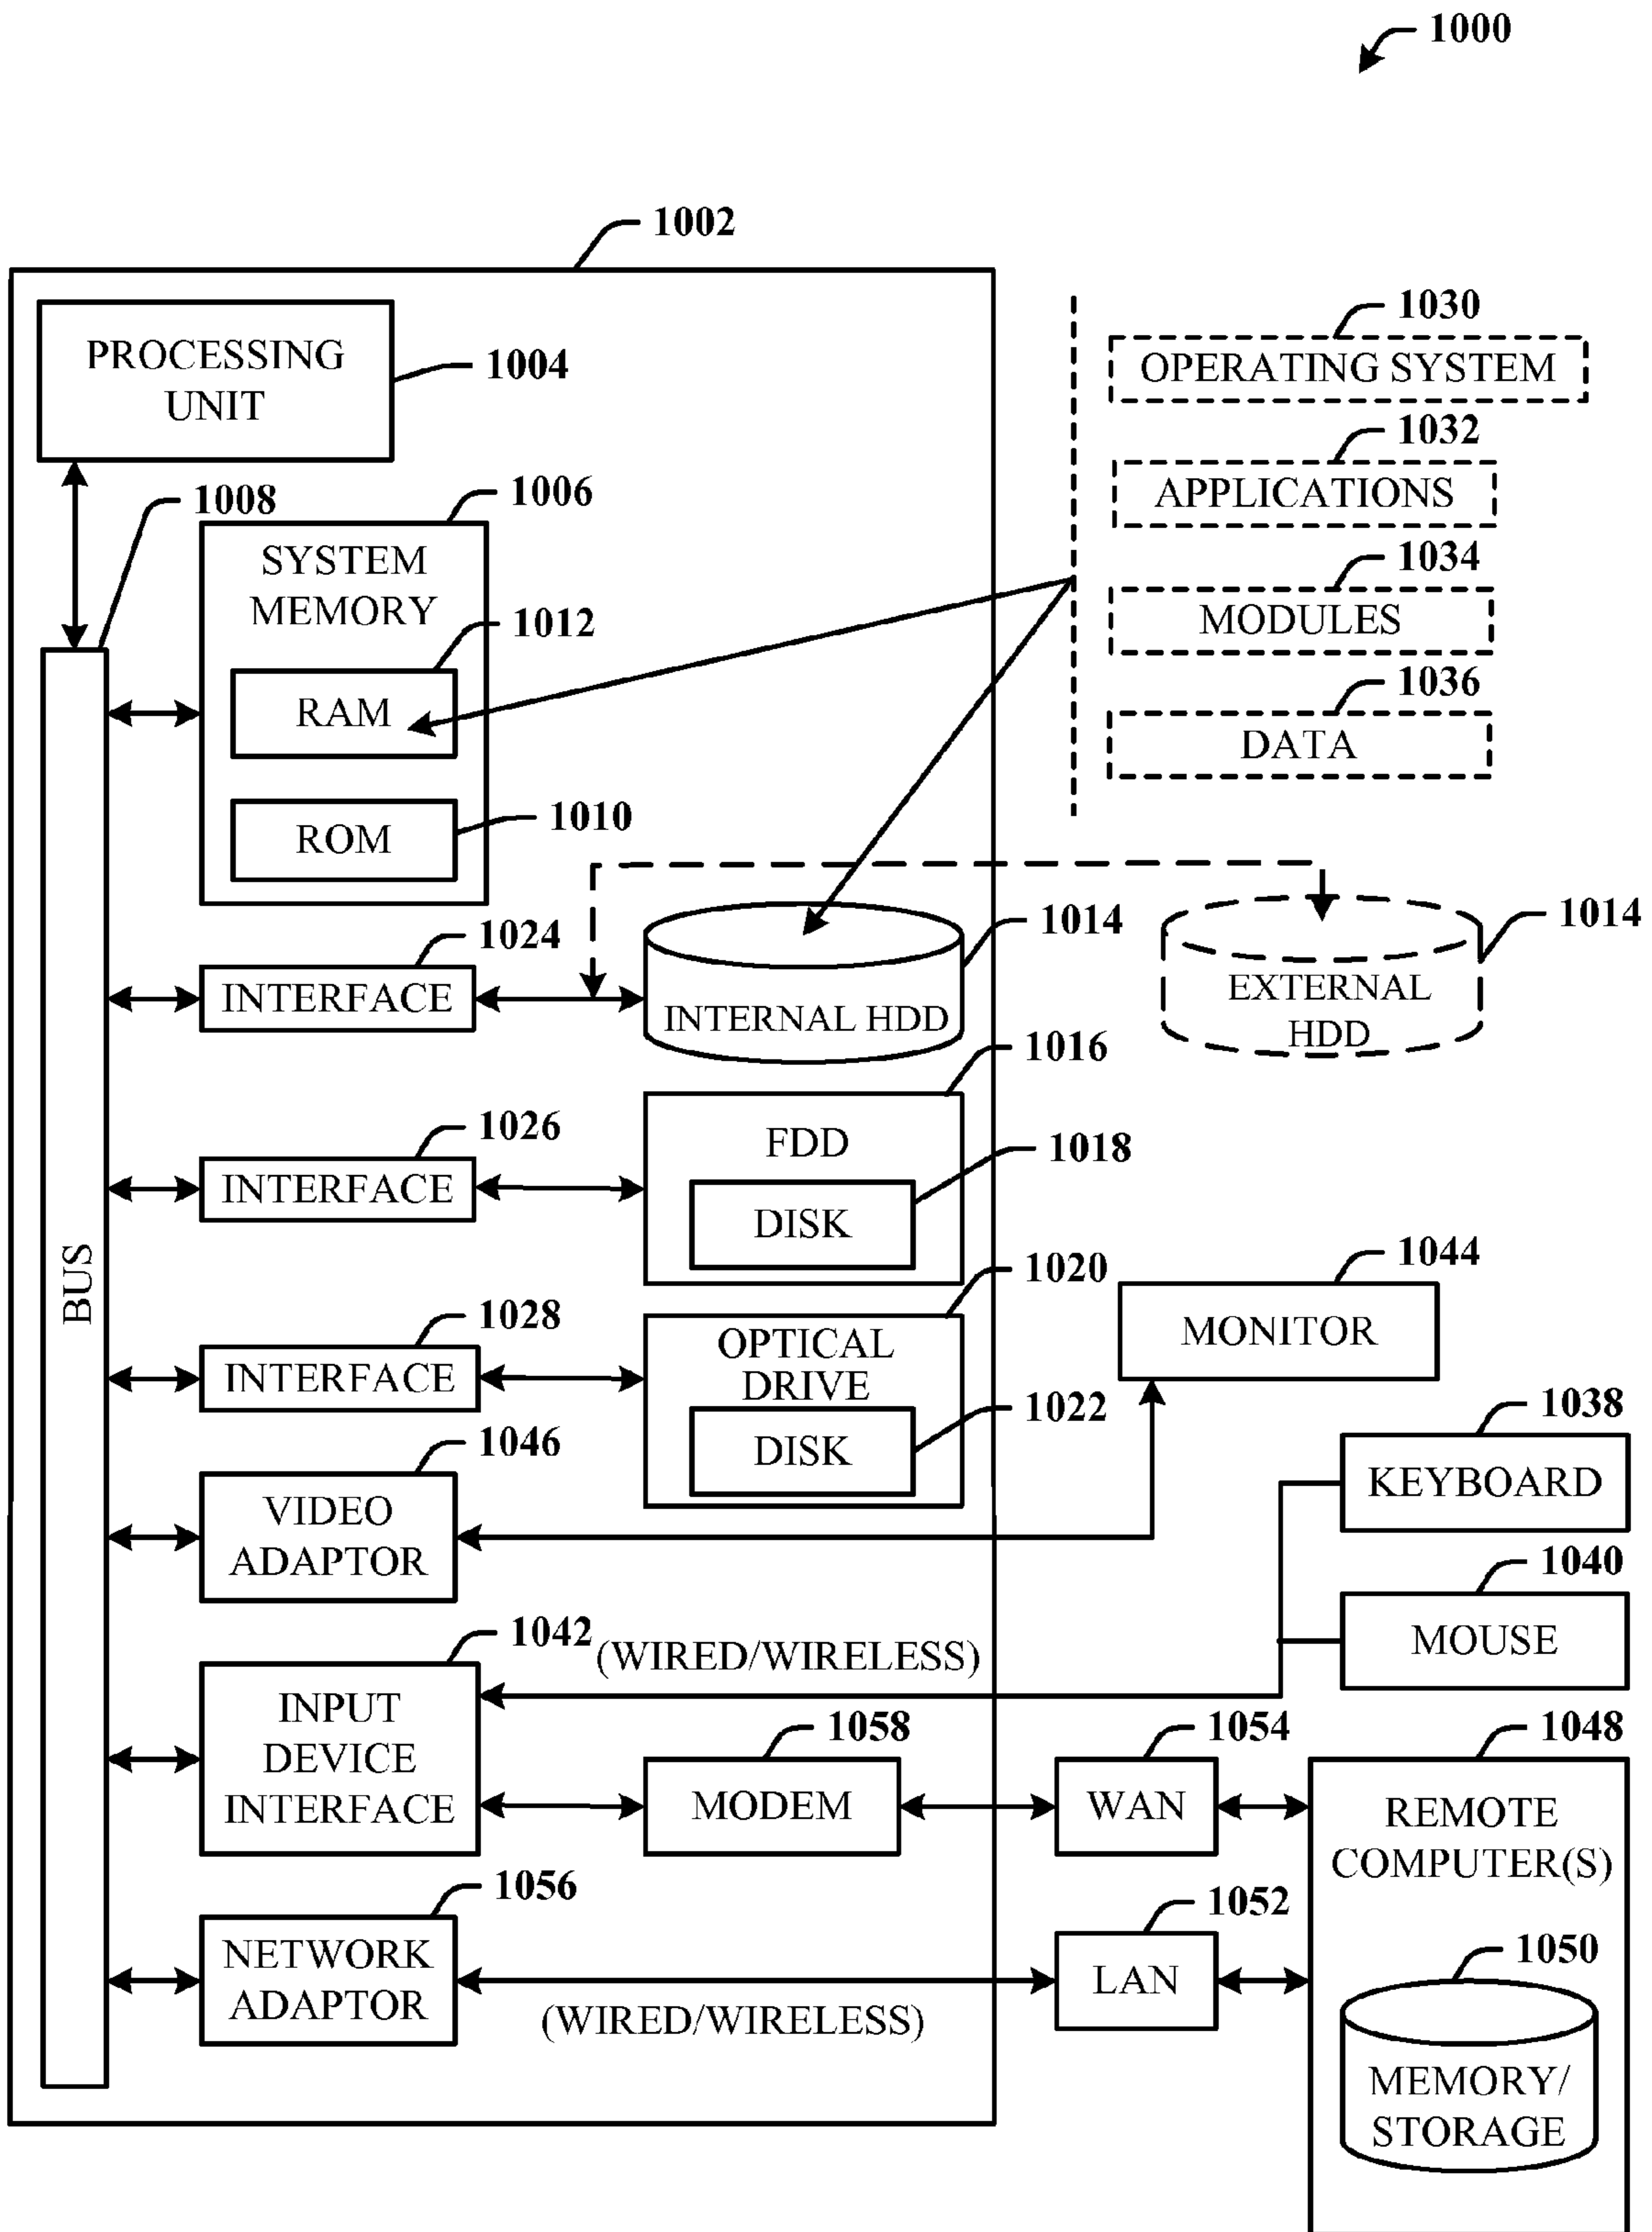 1000
1002
PROCESSING
UNIT
1004
1030
OPERATING SYSTEM
1032
APPLICATIONS
1034
MODULES
1036
DATA
1008
1006
SYSTEM
MEMORY
1012
RAM
1010
ROM
BUS
1024
INTERFACE
1014
INTERNAL HDD
1014
EXTERNAL
HDD
1026
INTERFACE
1016
FDD
1018
DISK
1028
INTERFACE
1020
OPTICAL
DRIVE
1022
DISK
1044
MONITOR
1046
VIDEO
ADAPTOR
1038
KEYBOARD
1040
MOUSE
1042
(WIRED/WIRELESS)
INPUT
DEVICE
INTERFACE
1058
MODEM
1054
WAN
1048
REMOTE
COMPUTER(S)
1056
NETWORK
ADAPTOR
(WIRED/WIRELESS)
1052
LAN
1050
MEMORY/
STORAGE